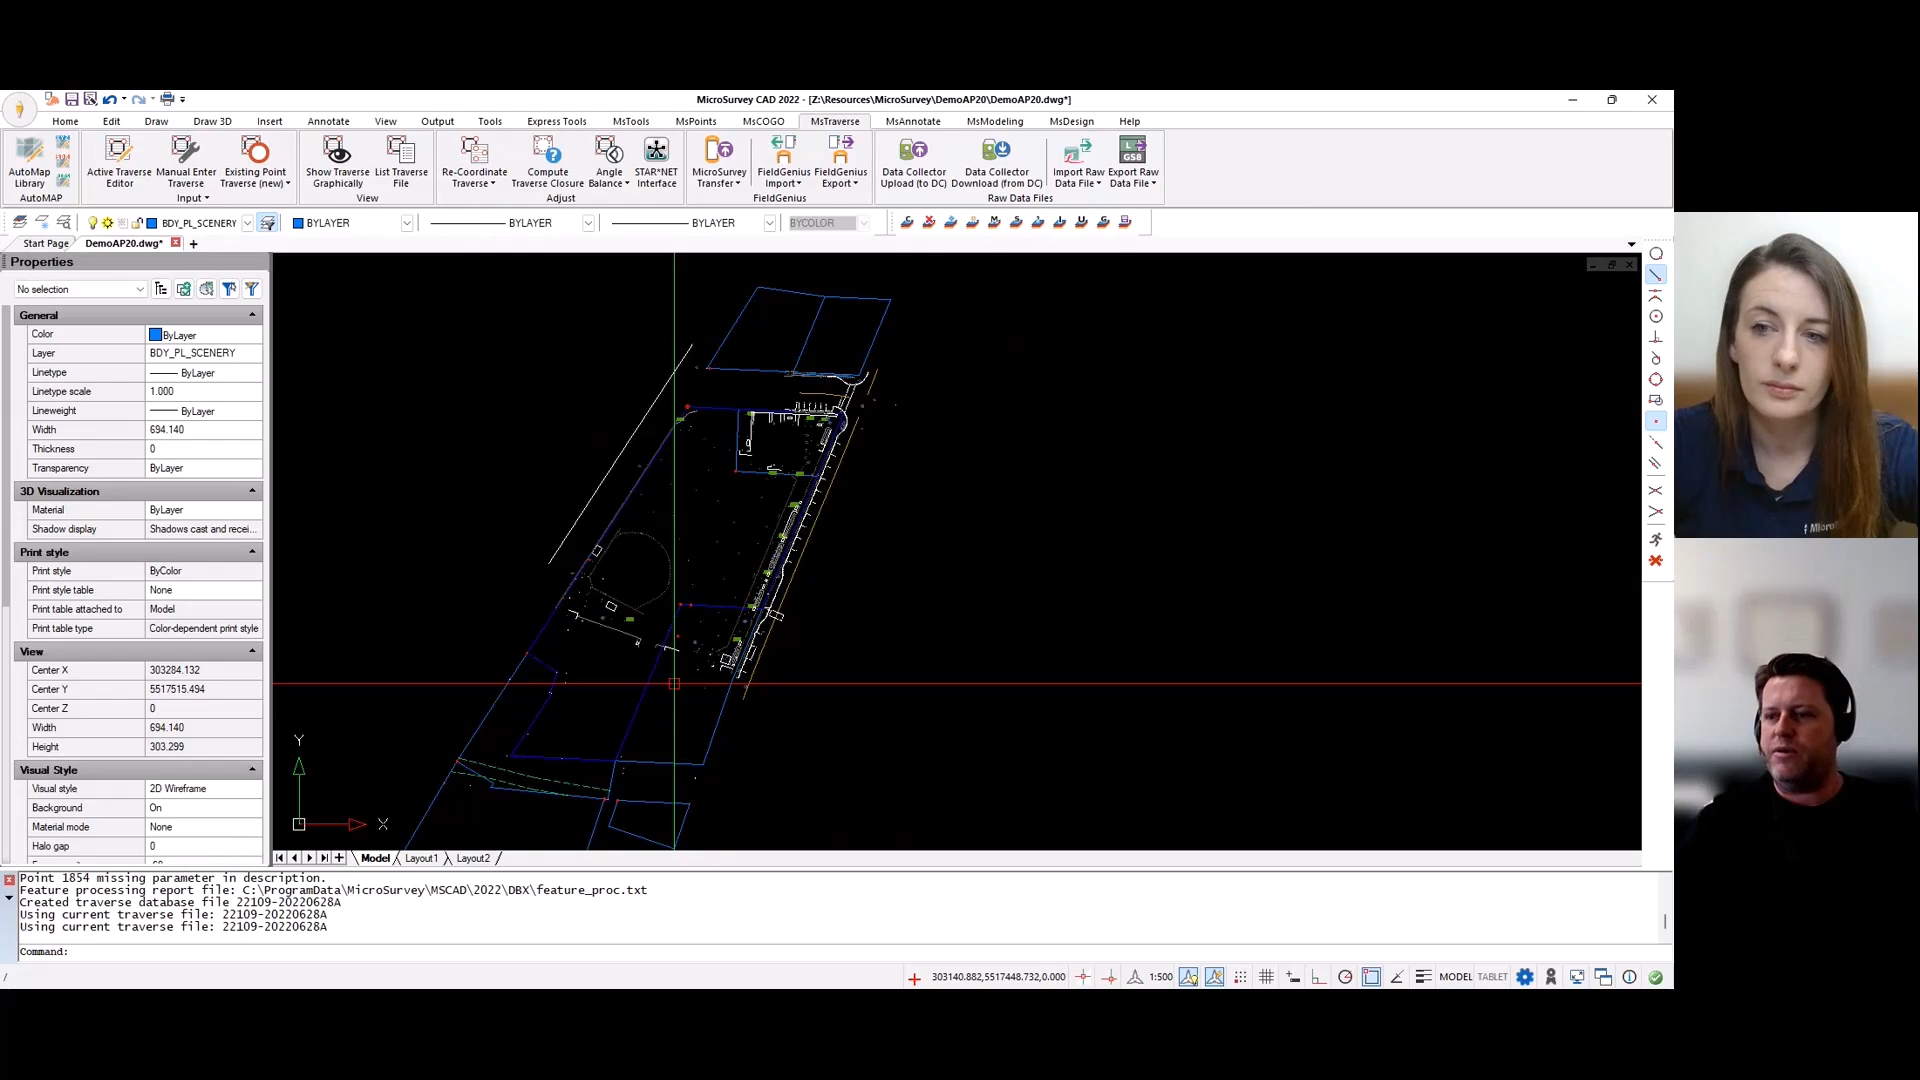 MicroSurvey CAD 2022 - [Z:\Resources\MicroSurvey\DemoAP20\DemoAP20.dwg*]
Home Edit Draw Draw 3D Insert Annotate View Output Tools Express Tools MsTools MsPoints MsCOGO MsTraverse MsAnnotate MsModeling MsDesign Help
AutoMap Library
Active Traverse Editor
Manual Enter Traverse
Existing Point Traverse (new)
Show Traverse Graphically
List Traverse File
Re-Coordinate Traverse
Compute Traverse Closure
Angle Balance
STAR*NET Interface
MicroSurvey Transfer
FieldGenius Import
FieldGenius Export
Data Collector Upload (to DC)
Data Collector Download (from DC)
Import Raw Data File
L GSB
Export Raw Data File
AutoMAP Input View Adjust FieldGenius Raw Data Files
BDY_PL_SCENERY BYLAYER BYLAYER BYLAYER BYCOLOR
C M S ? I U G
Start Page DemoAP20.dwg* +
Properties
No selection
General
Color ByLayer
Layer BDY_PL_SCENERY
Linetype ByLayer
Linetype scale 1.000
Lineweight ByLayer
Width 694.140
Thickness 0
Transparency ByLayer
3D Visualization
Material ByLayer
Shadow display Shadows cast and recei...
Print style
Print style ByColor
Print style table None
Print table attached to Model
Print table type Color-dependent print style
View
Center X 303284.132
Center Y 5517515.494
Center Z 0
Width 694.140
Height 303.299
Visual Style
Visual style 2D Wireframe
Background On
Material mode None
Halo gap 0
Y
X
Model Layout1 Layout2
Point 1854 missing parameter in description.
Feature processing report file: C:\ProgramData\MicroSurvey\MSCAD\2022\DBX\feature_proc.txt
Created traverse database file 22109-20220628A
Using current traverse file: 22109-20220628A
Using current traverse file: 22109-20220628A
Command:
/ 303140.882,5517448.732,0.000 1:500 MODEL TABLET